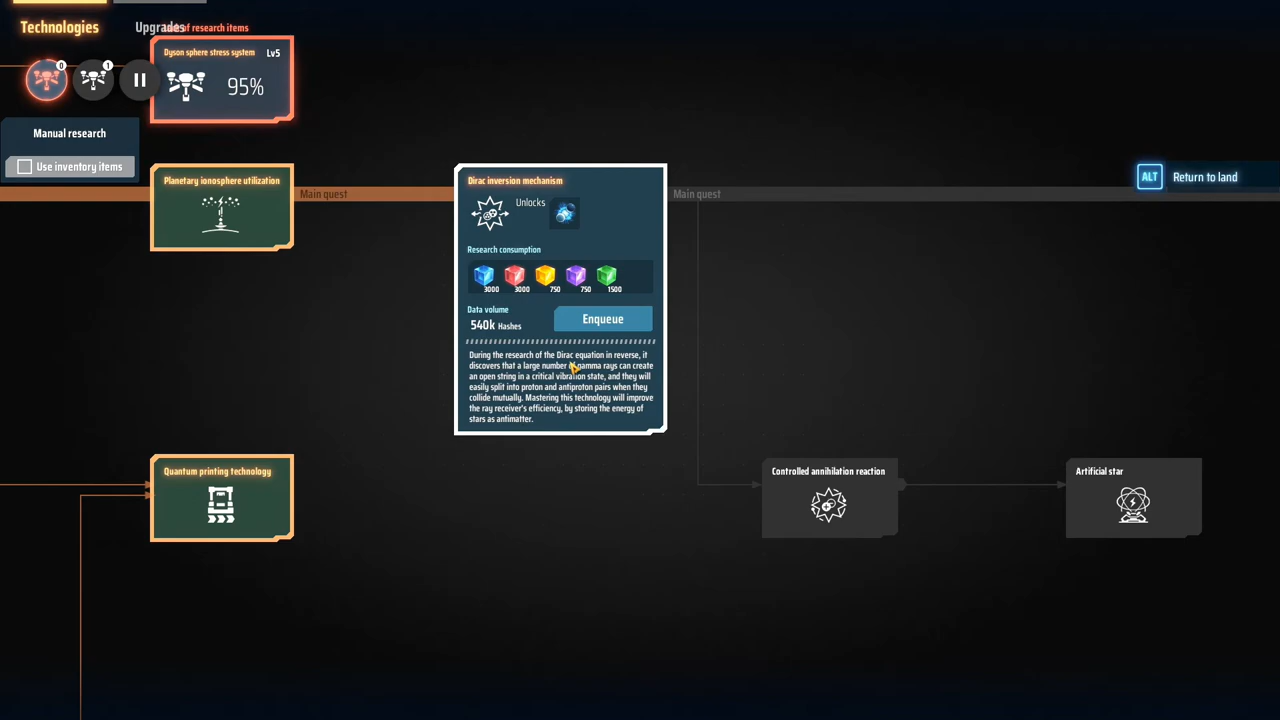 Technologies
Upgrades
of research items
Dyson sphere stress system
Lv5
0
1
95%
Manual research
Use inventory items
Planetary ionosphere utilization
Main quest
Dirac inversion mechanism
Unlocks
Research consumption
3000
3000
750
750
1500
Data volume
540k Hashes
Enqueue
During the research of the Dirac equation in reverse, it
discovers that a large number of gamma rays can create
an open string in a critical vibration state, and they will
easily split into proton and antiproton pairs when they
collide mutually. Mastering this technology will improve
the ray receiver's efficiency, by storing the energy of
stars as antimatter.
Main quest
ALT
Return to land
Quantum printing technology
Controlled annihilation reaction
Artificial star